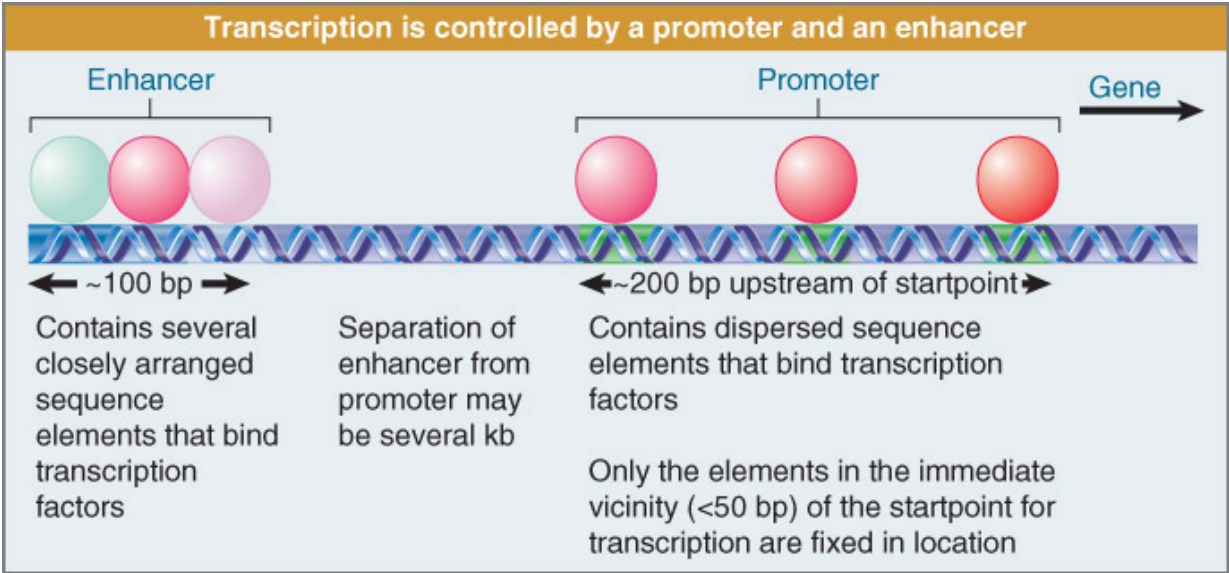 Transcription is controlled by a promoter and an enhancer
Enhancer
Promoter
Gene
~100 bp
~200 bp upstream of startpoint
Contains several
closely arranged
sequence
elements that bind
transcription
factors
Separation of
enhancer from
promoter may
be several kb
Contains dispersed sequence
elements that bind transcription
factors
Only the elements in the immediate
vicinity (<50 bp) of the startpoint for
transcription are fixed in location